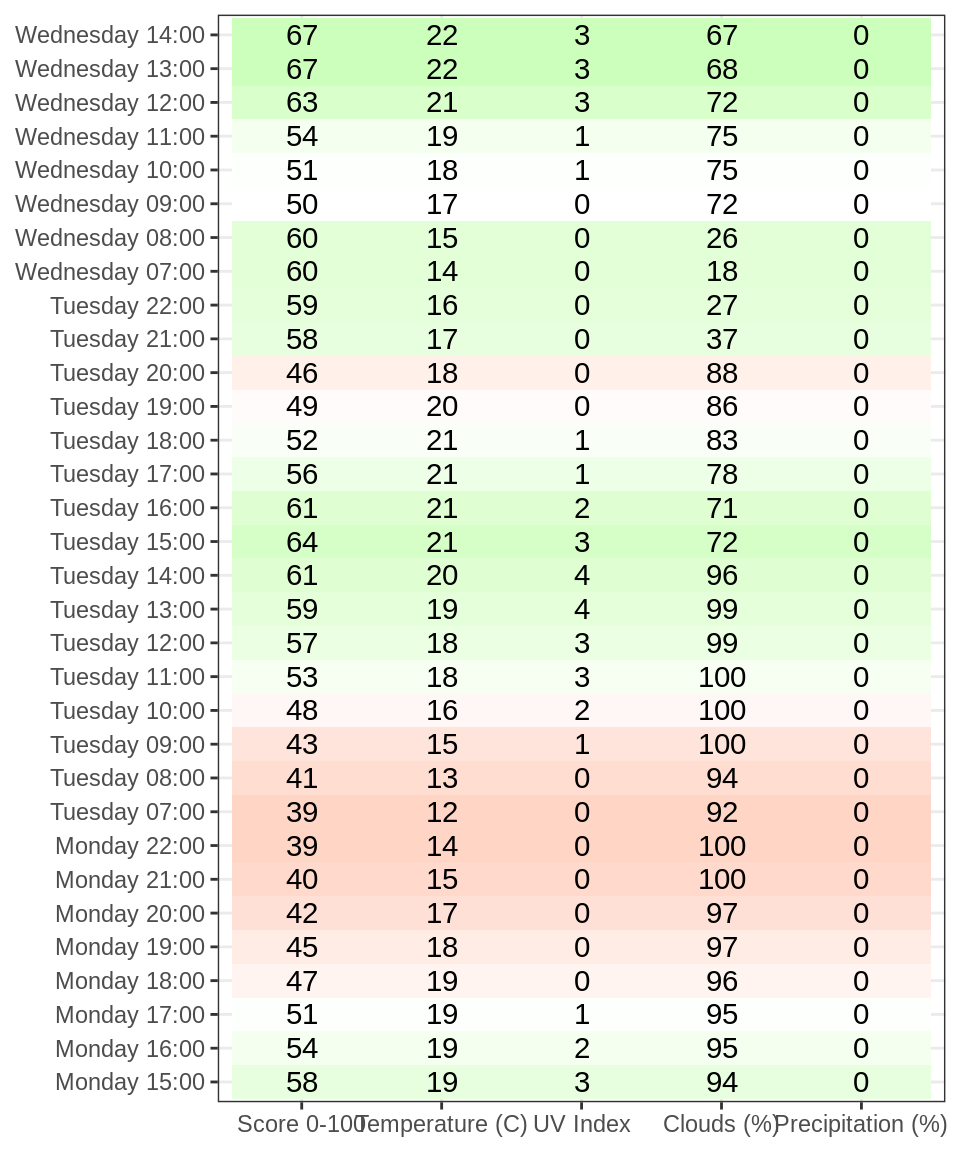 Wednesday 14:00 67 22 3 67 0
Wednesday 13:00 67 22 3 68 0
Wednesday 12:00 63 21 3 72 0
Wednesday 11:00 54 19 1 75 0
Wednesday 10:00 51 18 1 75 0
Wednesday 09:00 50 17 0 72 0
Wednesday 08:00 60 15 0 26 0
Wednesday 07:00 60 14 0 18 0
Tuesday 22:00 59 16 0 27 0
Tuesday 21:00 58 17 0 37 0
Tuesday 20:00 46 18 0 88 0
Tuesday 19:00 49 20 0 86 0
Tuesday 18:00 52 21 1 83 0
Tuesday 17:00 56 21 1 78 0
Tuesday 16:00 61 21 2 71 0
Tuesday 15:00 64 21 3 72 0
Tuesday 14:00 61 20 4 96 0
Tuesday 13:00 59 19 4 99 0
Tuesday 12:00 57 18 3 99 0
Tuesday 11:00 53 18 3 100 0
Tuesday 10:00 48 16 2 100 0
Tuesday 09:00 43 15 1 100 0
Tuesday 08:00 41 13 0 94 0
Tuesday 07:00 39 12 0 92 0
Monday 22:00 39 14 0 100 0
Monday 21:00 40 15 0 100 0
Monday 20:00 42 17 0 97 0
Monday 19:00 45 18 0 97 0
Monday 18:00 47 19 0 96 0
Monday 17:00 51 19 1 95 0
Monday 16:00 54 19 2 95 0
Monday 15:00 58 19 3 94 0
Score 0-100 Temperature (C) UV Index Clouds (%) Precipitation (%)